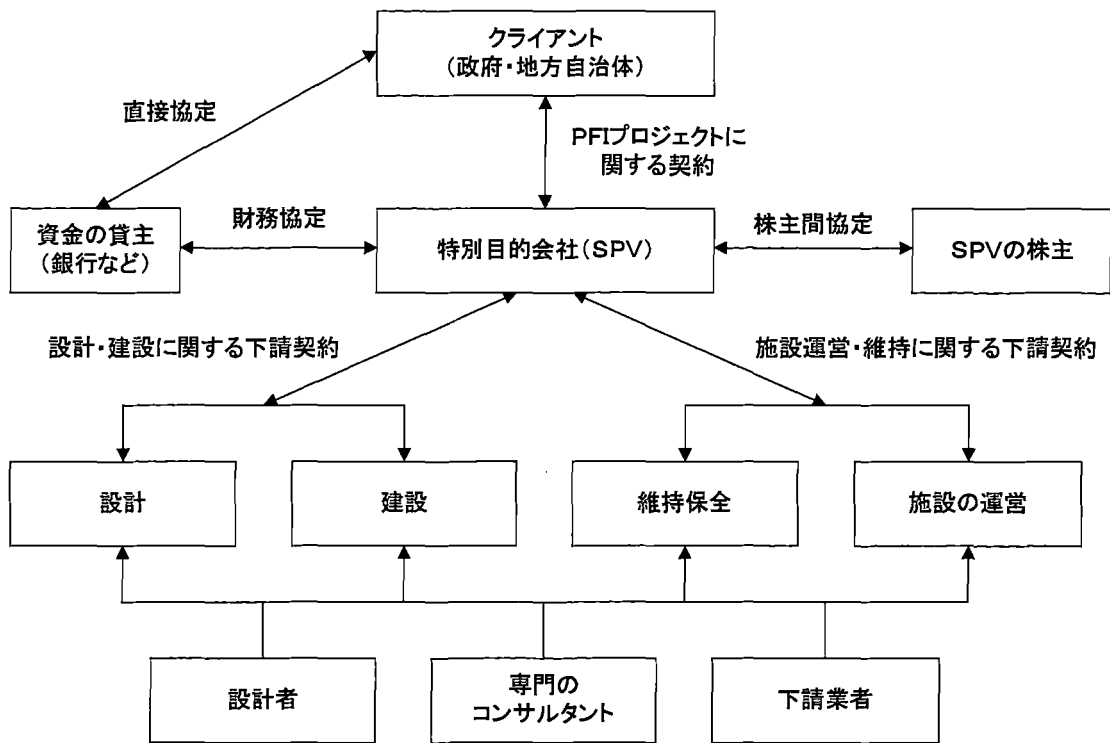 クライアント
（政府・地方自治体）
直接協定
PFIプロジェクトに
関する契約
資金の貸主
（銀行など）
財務協定
特別目的会社（SPV）
株主間協定
SPVの株主
設計・建設に関する下請契約
施設運営・維持に関する下請契約
設計
建設
維持保全
施設の運営
設計者
専門の
コンサルタント
下請業者